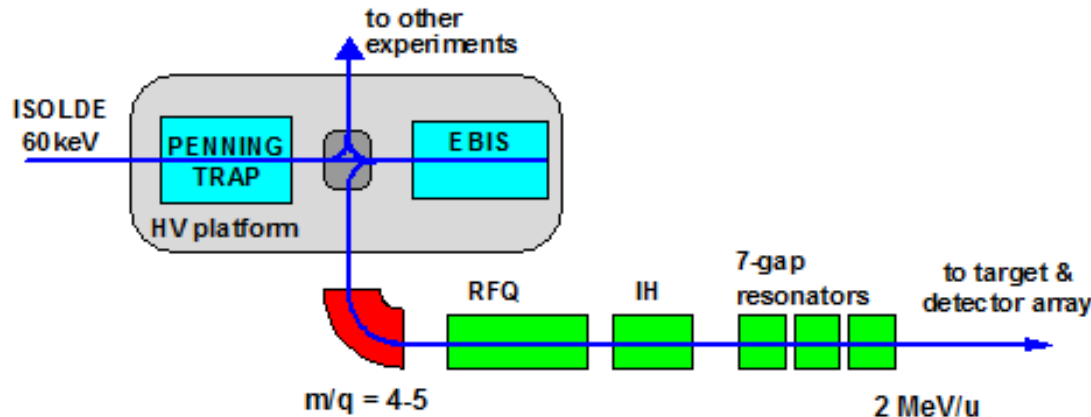 to other
experiments
ISOLDE
60 keV
PENNING
TRAP
EBIS
HV platform
RFQ
IH
7-gap
resonators
to target &
detector array
m/q = 4-5
2 MeV/u